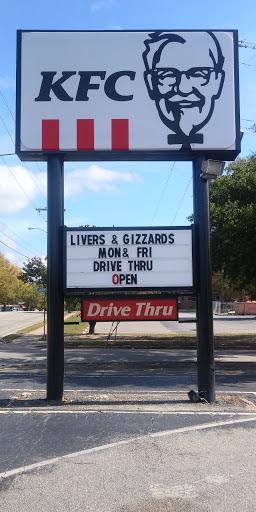 KFC
LIVERS & GIZZARDS
MON& FRI
DRIVE THRU
OPEN
Drive Thru